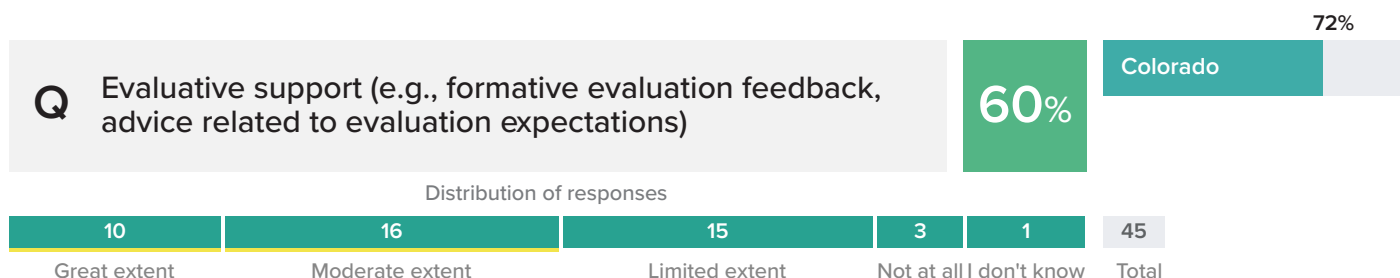 72%
Q
Evaluative support (e.g., formative evaluation feedback,
advice related to evaluation expectations)
60%
Colorado
Distribution of responses
10 16 15 3 1 45
Great extent Moderate extent Limited extent Not at all I don't know Total